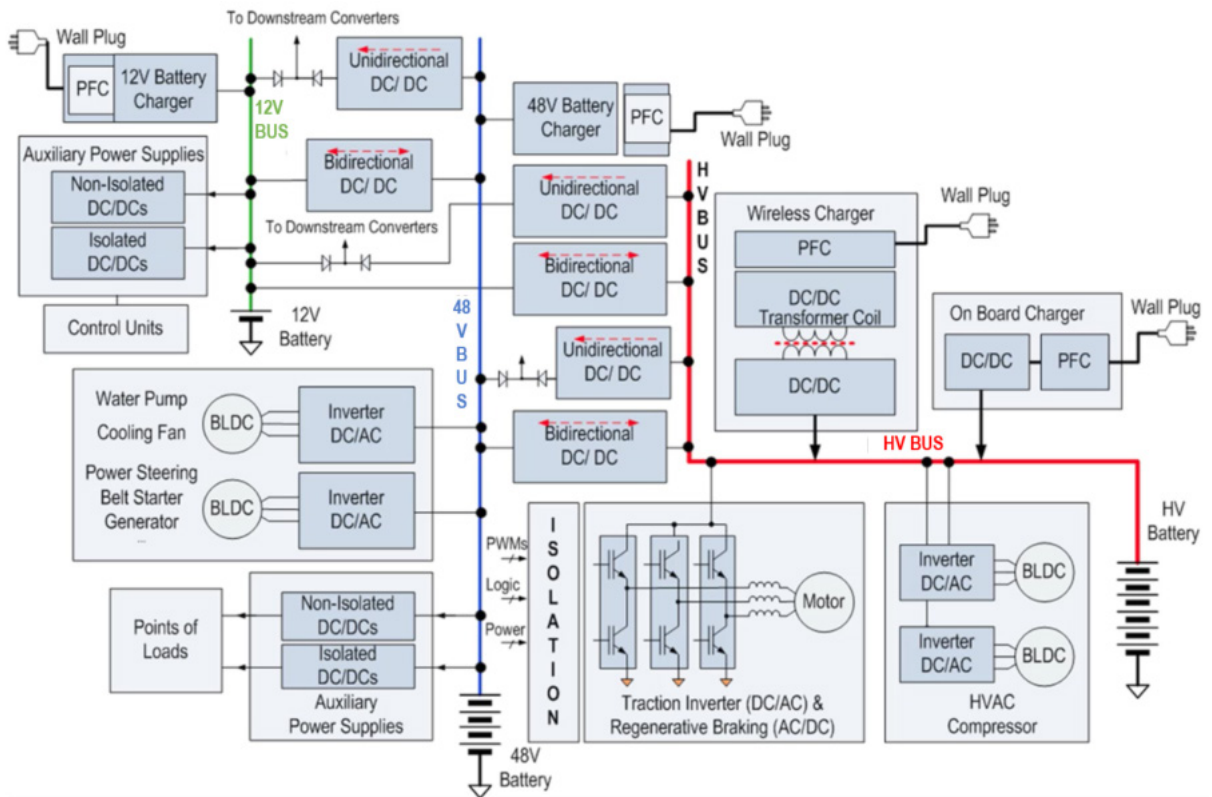 To Downstream Converters
Wall Plug
PFC
12V Battery
Charger
Unidirectional
DC/ DC
12V
BUS
48V Battery
Charger
PFC
Wall Plug
Auxiliary Power Supplies
Non-Isolated
DC/DCs
Isolated
DC/DCs
Control Units
Bidirectional
DC/ DC
To Downstream Converters
12V
Battery
Unidirectional
DC/ DC
Bidirectional
DC/ DC
Unidirectional
DC/ DC
Bidirectional
DC/ DC
H
V
B
U
S
48
V
B
U
S
Wireless Charger
PFC
DC/DC
Transformer Coil
DC/DC
Wall Plug
On Board Charger
DC/DC
PFC
Wall Plug
HV BUS
HV
Battery
Water Pump
Cooling Fan
BLDC
Inverter
DC/AC
Power Steering
Belt Starter
Generator
...
BLDC
Inverter
DC/AC
Points of
Loads
Non-Isolated
DC/DCs
Isolated
DC/DCs
Auxiliary
Power Supplies
48V
Battery
PWMs
Logic
Power
I
S
O
L
A
T
I
O
N
Motor
Traction Inverter (DC/AC) &
Regenerative Braking (AC/DC)
Inverter
DC/AC
BLDC
Inverter
DC/AC
BLDC
HVAC
Compressor